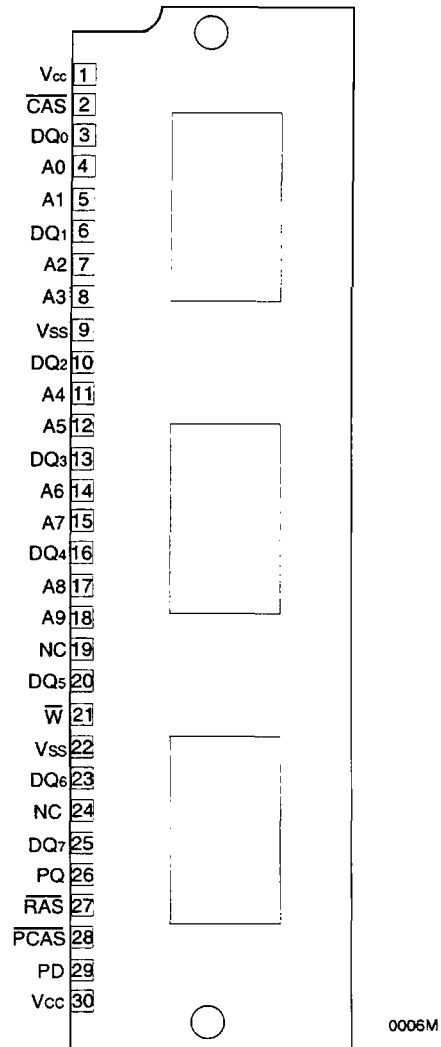 Vcc 1
C̅A̅S̅ 2
DQ₀ 3
A0 4
A1 5
DQ₁ 6
A2 7
A3 8
VSS 9
DQ₂ 10
A4 11
A5 12
DQ₃ 13
A6 14
A7 15
DQ₄ 16
A8 17
A9 18
NC 19
DQ₅ 20
W̅ 21
VSS 22
DQ₆ 23
NC 24
DQ₇ 25
PQ 26
R̅A̅S̅ 27
P̅C̅A̅S̅ 28
PD 29
Vcc 30
0006M